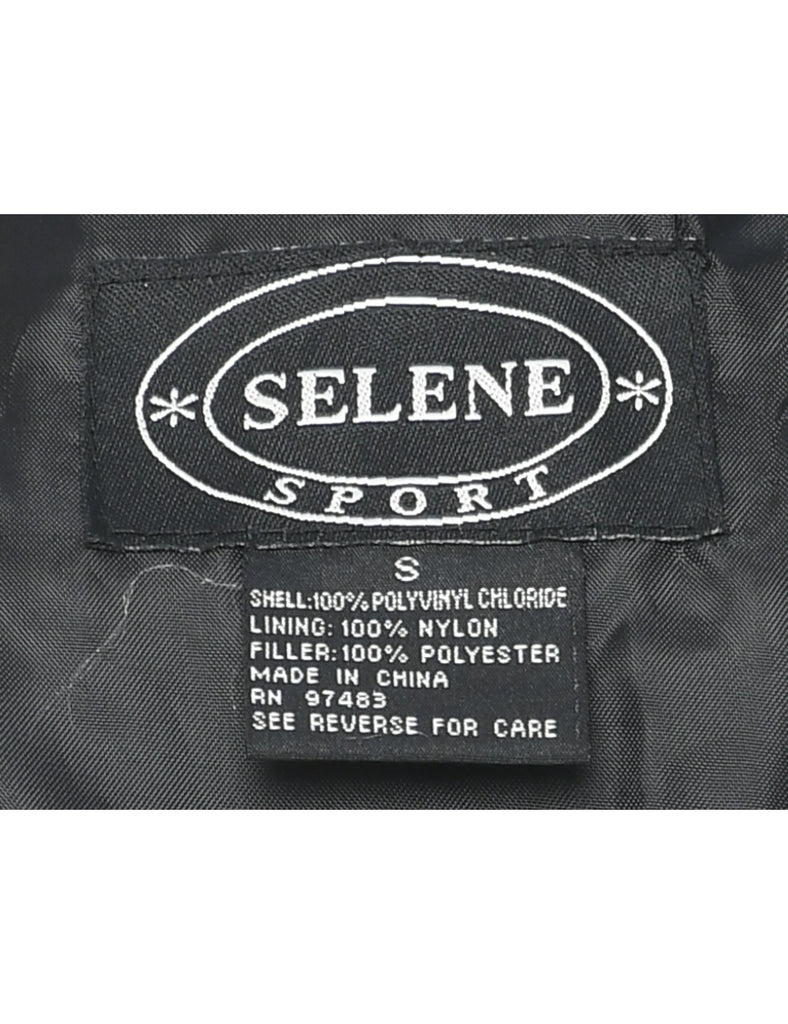 SELENE
SPORT
S
SHELL:100% POLYVINYL CHLORIDE
LINING: 100% NYLON
FILLER:100% POLYESTER
MADE IN CHINA
RN 97483
SEE REVERSE FOR CARE